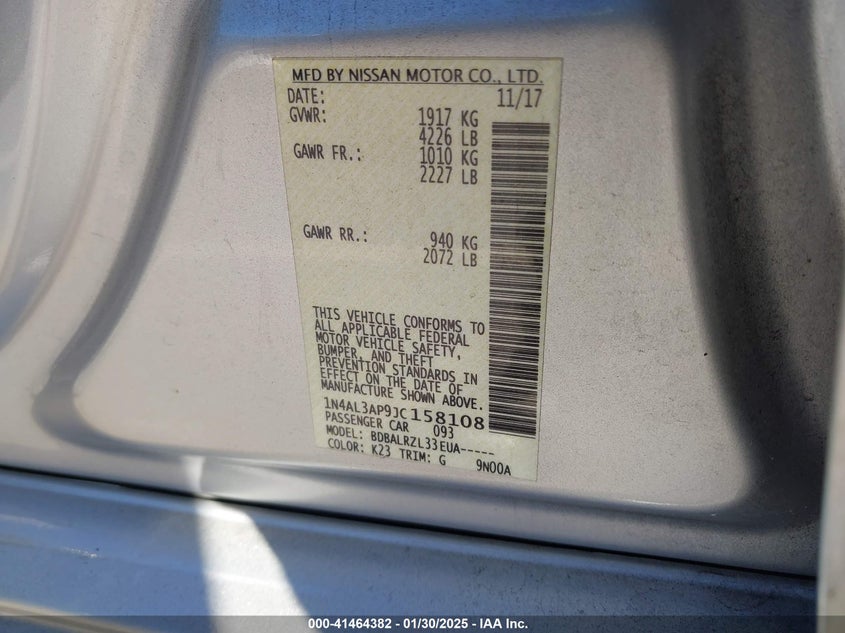 MFD BY NISSAN MOTOR CO., LTD.
DATE: 11/17
GVWR: 1917 KG
4226 LB
GAWR FR.: 1010 KG
2227 LB
GAWR RR.: 940 KG
2072 LB
THIS VEHICLE CONFORMS TO
ALL APPLICABLE FEDERAL
MOTOR VEHICLE SAFETY,
BUMPER, AND THEFT
PREVENTION STANDARDS IN
EFFECT ON THE DATE OF
MANUFACTURE SHOWN ABOVE.
1N4AL3AP9JC158108
PASSENGER CAR 093
MODEL: BDBALRZL33EUA-----
COLOR: K23 TRIM: G 9N00A
000-41464382 - 01/30/2025 - IAA Inc.